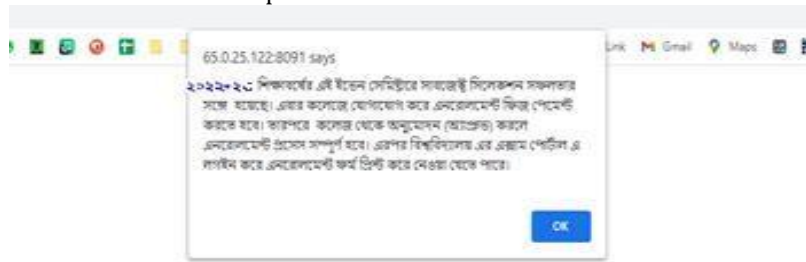 Link Gmail Maps
65.0.25.122:8091 says
২০২২-২৩ শিক্ষাবর্ষের এই ইভেন সেমিস্টারে সাবজেক্ট সিলেকশন সফলতার
সঙ্গে হয়েছে। এবার কলেজে যোগাযোগ করে এনরোলমেন্ট ফিজ পেমেন্ট
করতে হবে। তারপরে কলেজ থেকে অনুমোদন (অ্যাপ্রুভ) করলে
এনরোলমেন্ট প্রসেস সম্পূর্ণ হবে। এরপর বিশ্ববিদ্যালয় এর এক্সাম পোর্টাল এ
লগইন করে এনরোলমেন্ট ফর্ম প্রিন্ট করে নেওয়া যেতে পারে।
OK